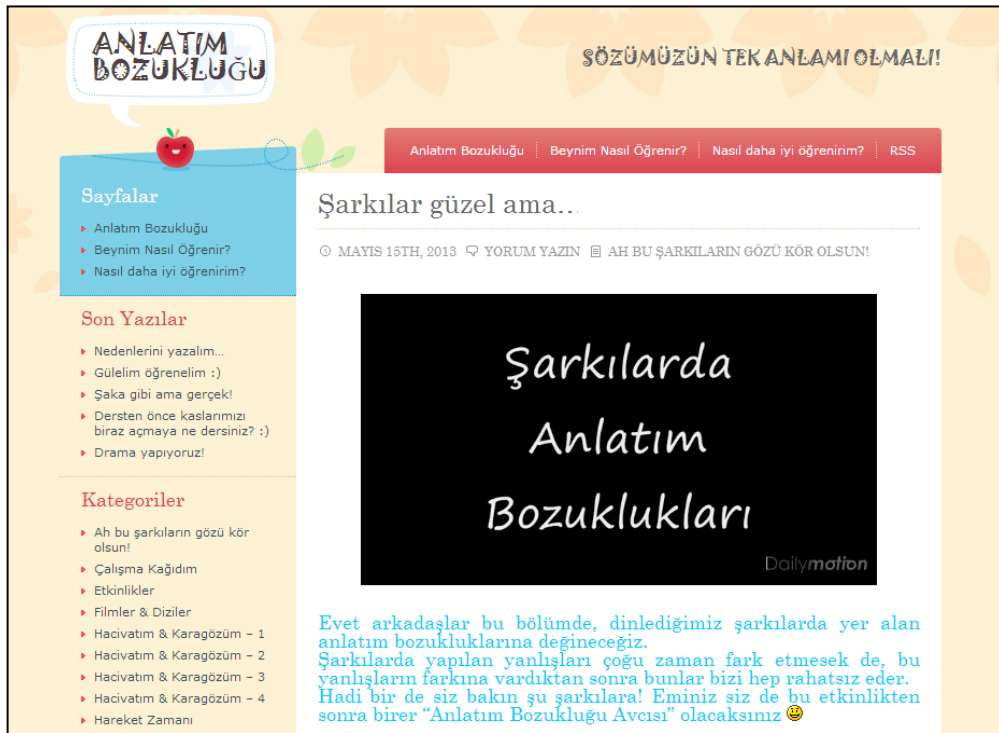 ANLATIM
BOZUKLUĞU
SÖZÜMÜZÜN TEK ANLAMI OLMALI!
Anlatım Bozukluğu Beynim Nasıl Öğrenir? Nasıl daha iyi öğrenirim? RSS
Sayfalar
Anlatım Bozukluğu
Beynim Nasıl Öğrenir?
Nasıl daha iyi öğrenirim?
Son Yazılar
Nedenlerini yazalım...
Gülelim öğrenelim :)
Şaka gibi ama gerçek!
Dersten önce kaslarımızı
biraz açmaya ne dersiniz? :)
Drama yapıyoruz!
Kategoriler
Ah bu şarkıların gözü kör
olsun!
Çalışma Kağıdım
Etkinlikler
Filmler & Diziler
Hacivatım & Karagözüm – 1
Hacivatım & Karagözüm – 2
Hacivatım & Karagözüm – 3
Hacivatım & Karagözüm – 4
Hareket Zamanı
Şarkılar güzel ama...
MAYIS 15TH, 2013 YORUM YAZIN AH BU ŞARKILARIN GÖZÜ KÖR OLSUN!
Şarkılarda
Anlatım
Bozuklukları
Dailymotion
Evet arkadaşlar bu bölümde, dinlediğimiz şarkılarda yer alan
anlatım bozukluklarına değineceğiz.
Şarkılarda yapılan yanlışları çoğu zaman fark etmesek de, bu
yanlışların farkına vardıktan sonra bunlar bizi hep rahatsız eder.
Hadi bir de siz bakın şu şarkılara! Eminiz siz de bu etkinlikten
sonra birer “Anlatım Bozukluğu Avcısı” olacaksınız